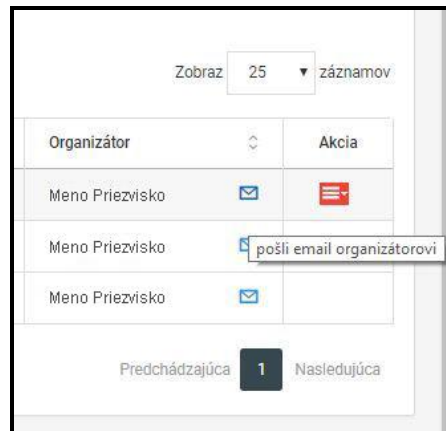 Zobraz 25 záznamov
Organizátor Akcia
Meno Priezvisko
pošli email organizátorovi
Meno Priezvisko
Meno Priezvisko
Predchádzajúca 1 Nasledujúca